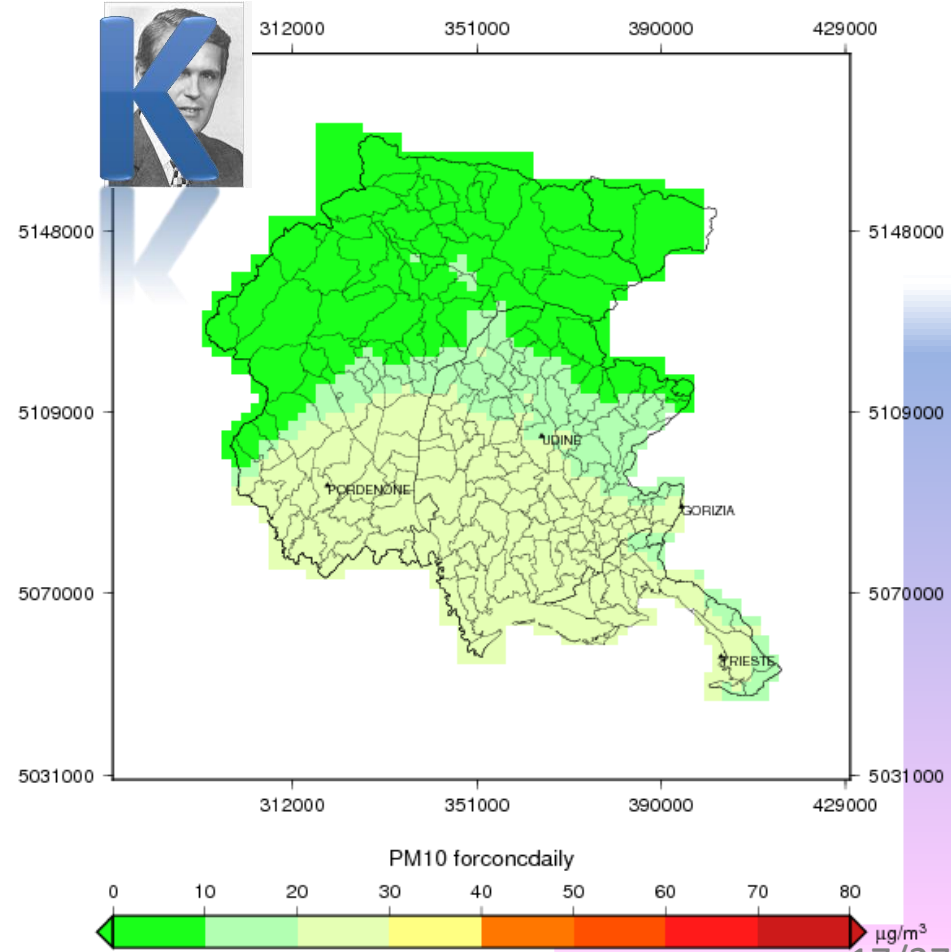 K
312000 351000 390000 429000
5148000 5148000
5109000 5109000
UDINE
PORDENONE
GORIZIA
5070000 5070000
TRIESTE
5031000 5031000
312000 351000 390000 429000
PM10 forconcdaily
0 10 20 30 40 50 60 70 80
μg/m³